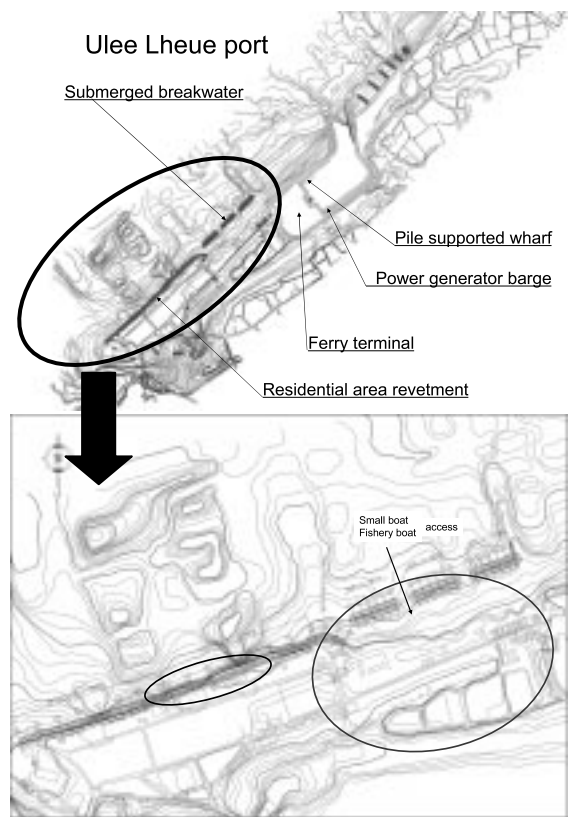 Ulee Lheue port
Submerged breakwater
Pile supported wharf
Power generator barge
Ferry terminal
Residential area revetment
Small boat
Fishery boat access